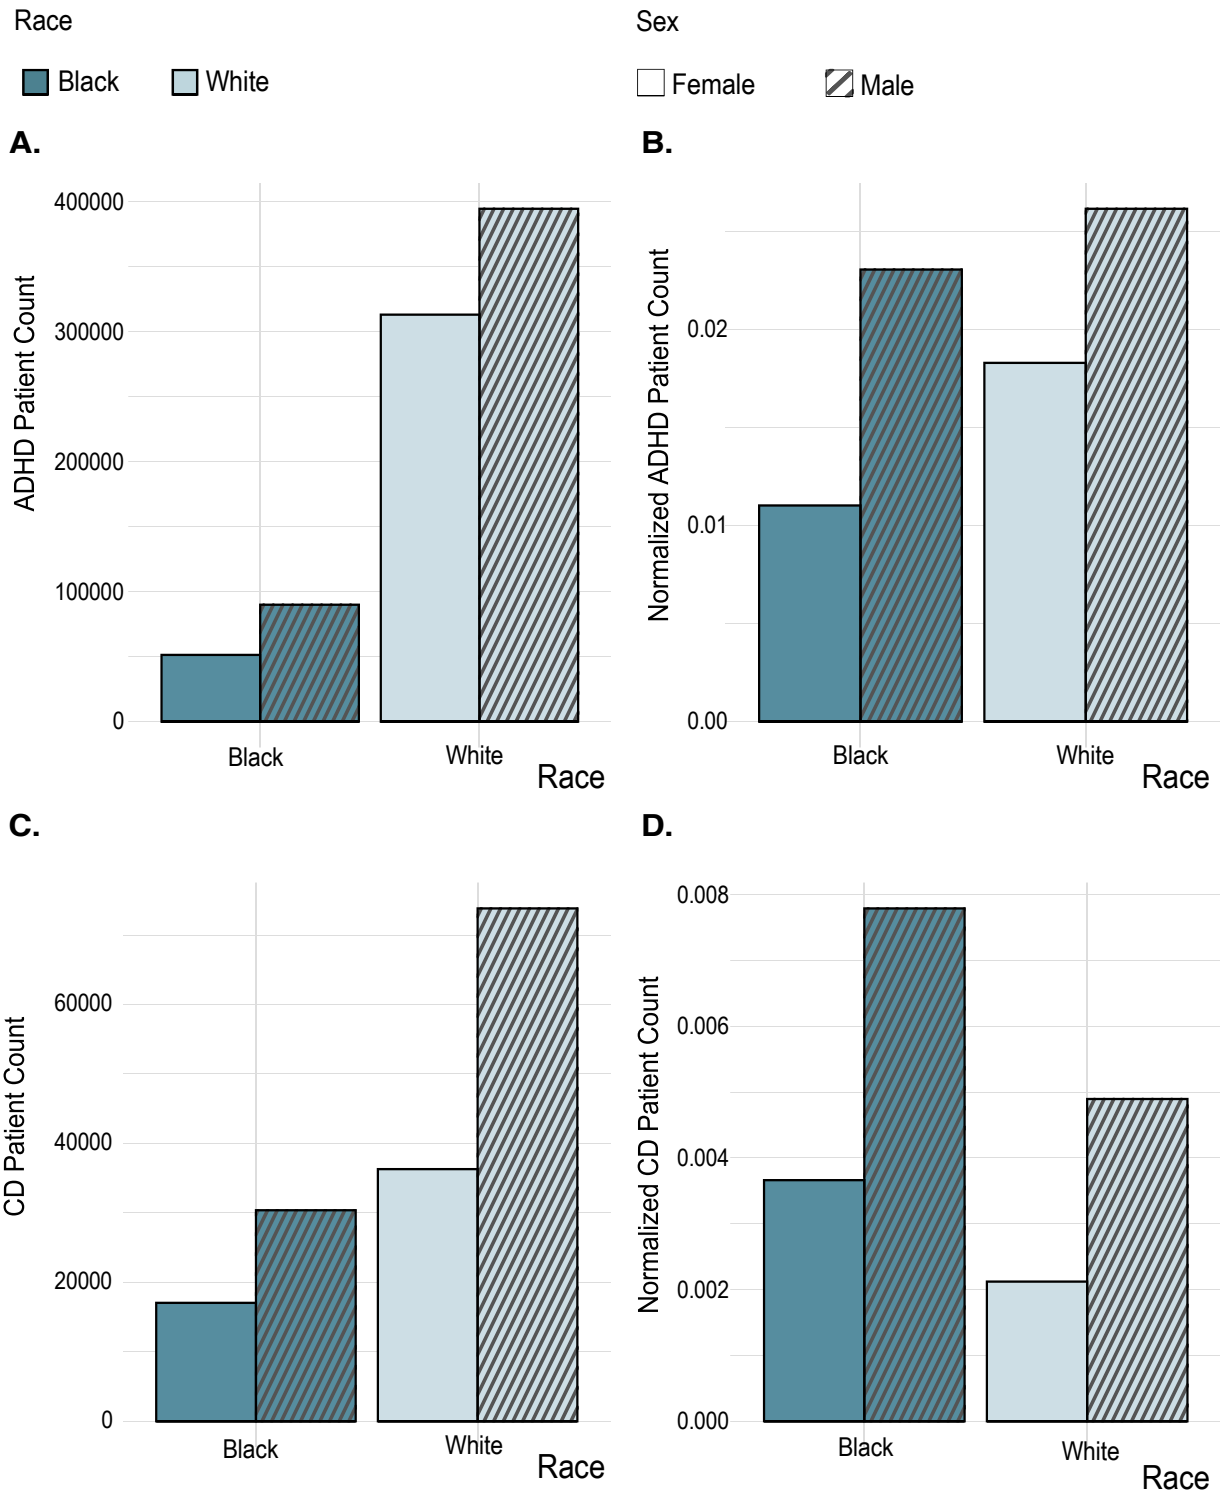 Race
Sex
Black
White
Female
Male
A.
B.
ADHD Patient Count
400000
300000
200000
100000
0
Black
White
Race
Normalized ADHD Patient Count
0.02
0.01
0.00
Black
White
Race
C.
D.
CD Patient Count
60000
40000
20000
0
Black
White
Race
Normalized CD Patient Count
0.008
0.006
0.004
0.002
0.000
Black
White
Race